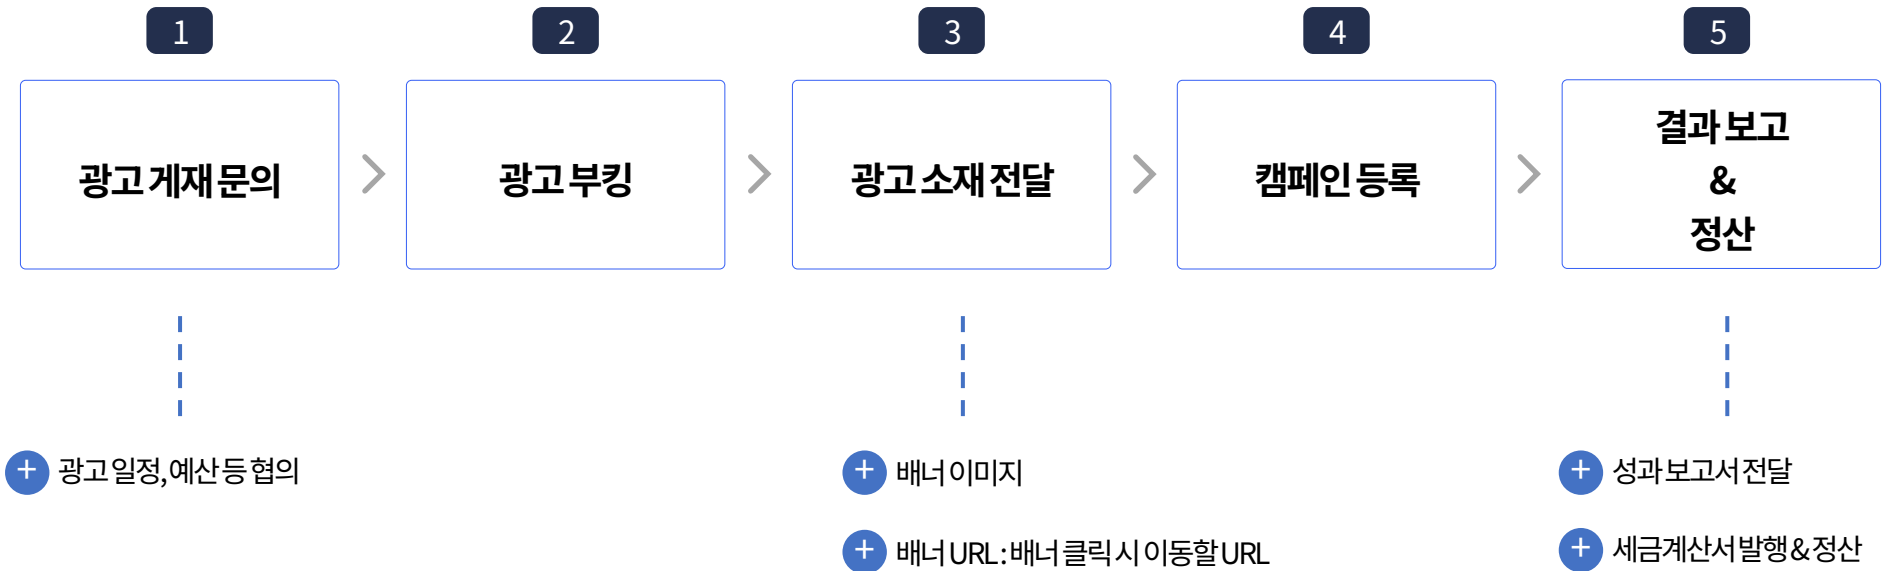 1
2
3
4
5
광고 게재 문의
광고 부킹
광고 소재 전달
캠페인 등록
결과 보고
&
정산
광고 일정, 예산 등 협의
배너 이미지
배너 URL : 배너 클릭 시 이동할 URL
성과 보고서 전달
세금계산서 발행 & 정산